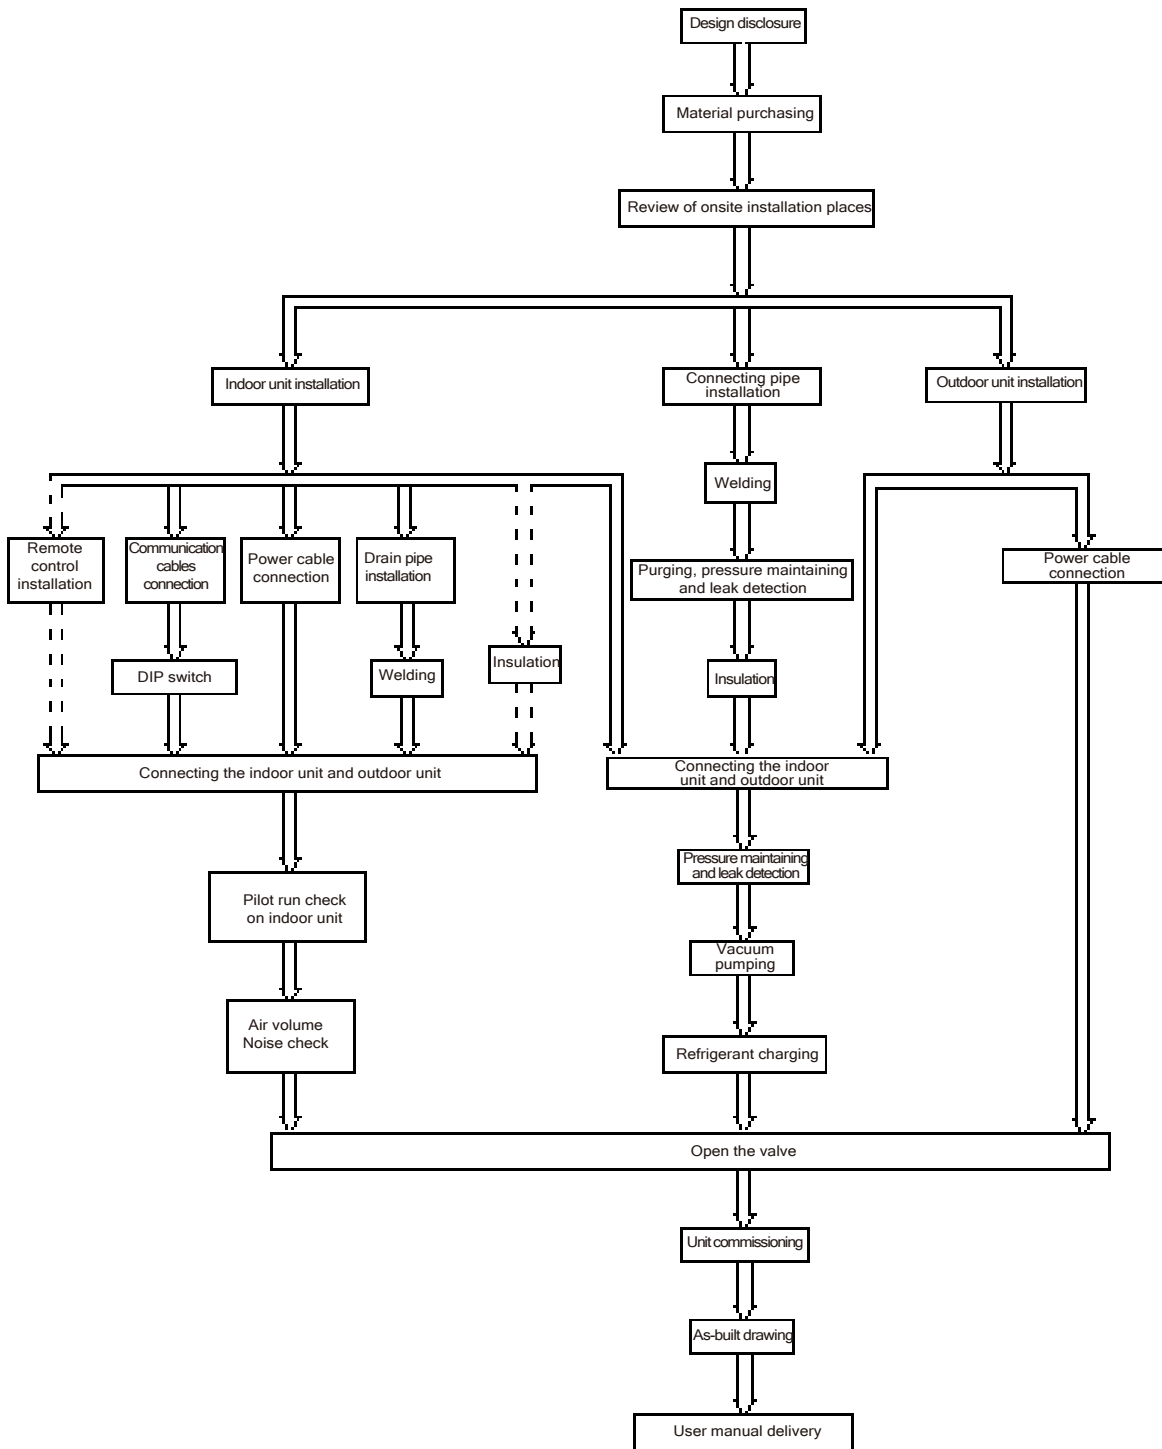 Design disclosure
Material purchasing
Review of onsite installation places
Indoor unit installation
Connecting pipe
installation
Outdoor unit installation
Welding
Remote
control
installation
Communication
cables
connection
Power cable
connection
Drain pipe
installation
Purging, pressure maintaining
and leak detection
Power cable
connection
DIP switch
Welding
Insulation
Insulation
Connecting the indoor unit and outdoor unit
Connecting the indoor
unit and outdoor unit
Pilot run check
on indoor unit
Pressure maintaining
and leak detection
Vacuum
pumping
Air volume
Noise check
Refrigerant charging
Open the valve
Unit commissioning
As-built drawing
User manual delivery